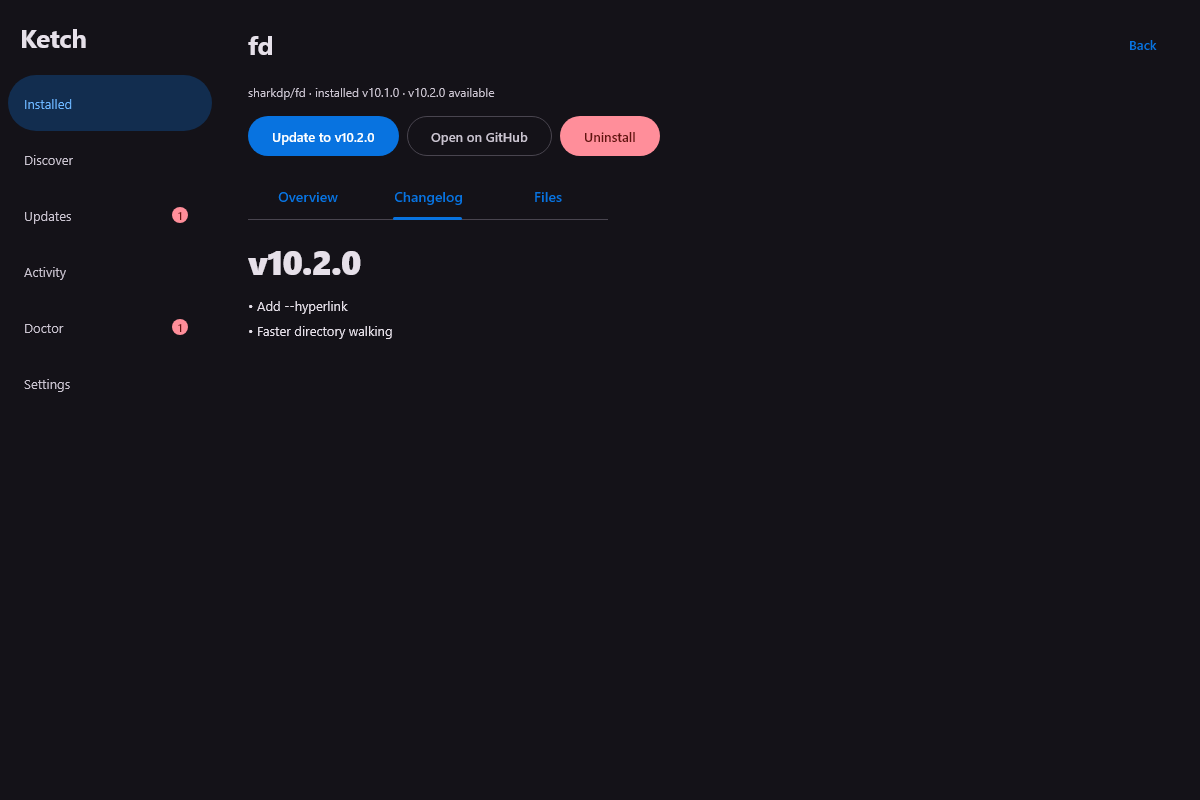 Ketch
Installed
Discover
Updates 1
Activity
Doctor 1
Settings
fd
Back
sharkdp/fd · installed v10.1.0 · v10.2.0 available
Update to v10.2.0 Open on GitHub Uninstall
Overview Changelog Files
v10.2.0
• Add --hyperlink
• Faster directory walking